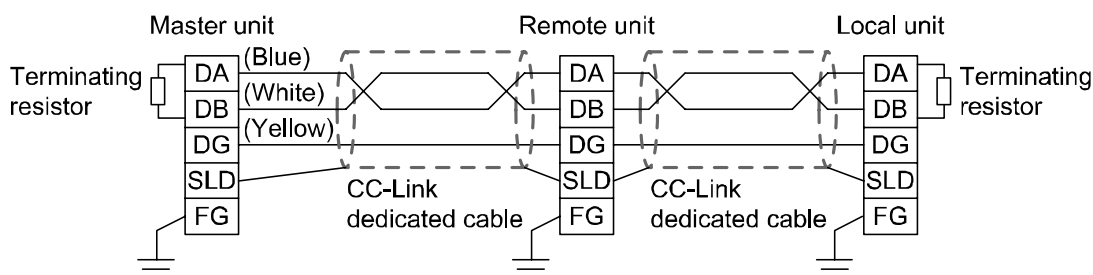 Master unit
Remote unit
Local unit
Terminating
resistor
DA
DB
DG
SLD
FG
(Blue)
(White)
(Yellow)
CC-Link
dedicated cable
DA
DB
DG
SLD
FG
CC-Link
dedicated cable
DA
DB
DG
SLD
FG
Terminating
resistor